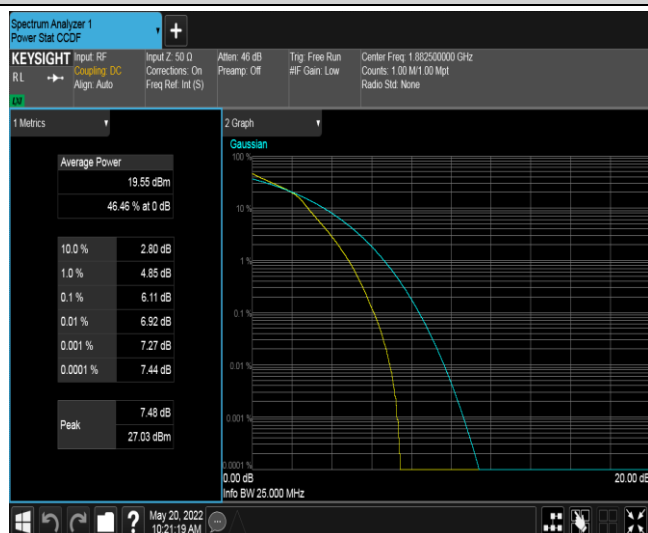 Spectrum Analyzer 1
Power Stat CCDF
+
KEYSIGHT
RL
LXI
Input: RF
Coupling: DC
Align: Auto
Input Z: 50 Ω
Corrections: On
Freq Ref: Int (S)
Atten: 46 dB
Preamp: Off
Trig: Free Run
#IF Gain: Low
Center Freq: 1.882500000 GHz
Counts: 1.00 M/1.00 Mpt
Radio Std: None
1 Metrics
Average Power
19.55 dBm
46.46 % at 0 dB
10.0 % 2.80 dB
1.0 % 4.85 dB
0.1 % 6.11 dB
0.01 % 6.92 dB
0.001 % 7.27 dB
0.0001 % 7.44 dB
Peak
7.48 dB
27.03 dBm
2 Graph
Gaussian
100 %
10 %
1 %
0.1 %
0.01 %
0.001 %
0.0001 %
0.00 dB
20.00 dB
Info BW 25.000 MHz
?
May 20, 2022
10:21:19 AM